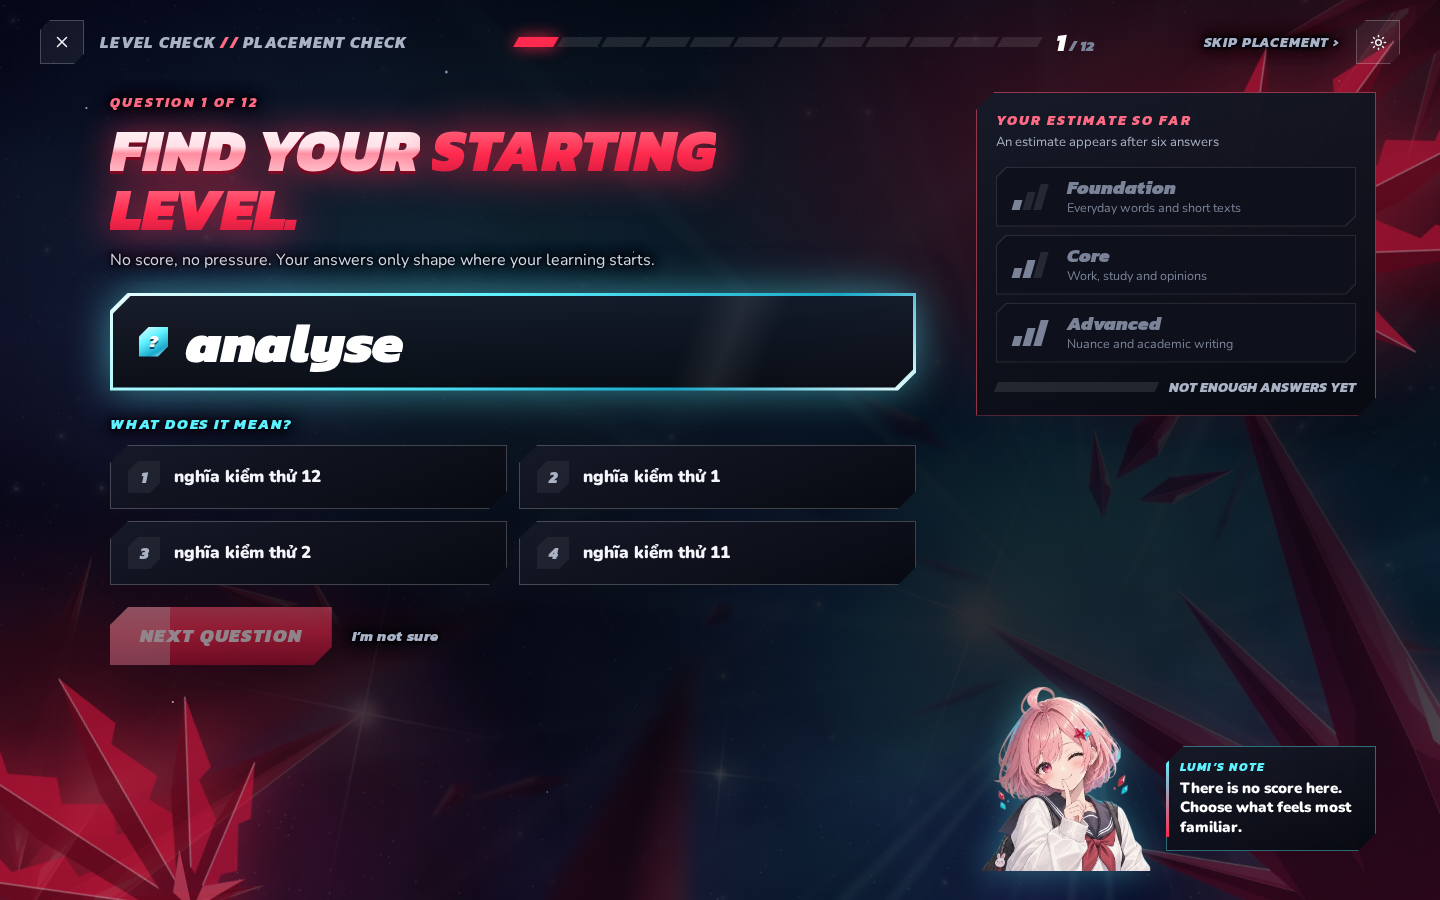 LEVEL CHECK // PLACEMENT CHECK
1 / 12
SKIP PLACEMENT >
QUESTION 1 OF 12
FIND YOUR STARTING
LEVEL.
No score, no pressure. Your answers only shape where your learning starts.
? analyse
WHAT DOES IT MEAN?
1 nghĩa kiểm thử 12
2 nghĩa kiểm thử 1
3 nghĩa kiểm thử 2
4 nghĩa kiểm thử 11
NEXT QUESTION
I'm not sure
YOUR ESTIMATE SO FAR
An estimate appears after six answers
Foundation
Everyday words and short texts
Core
Work, study and opinions
Advanced
Nuance and academic writing
NOT ENOUGH ANSWERS YET
LUMI'S NOTE
There is no score here.
Choose what feels most
familiar.